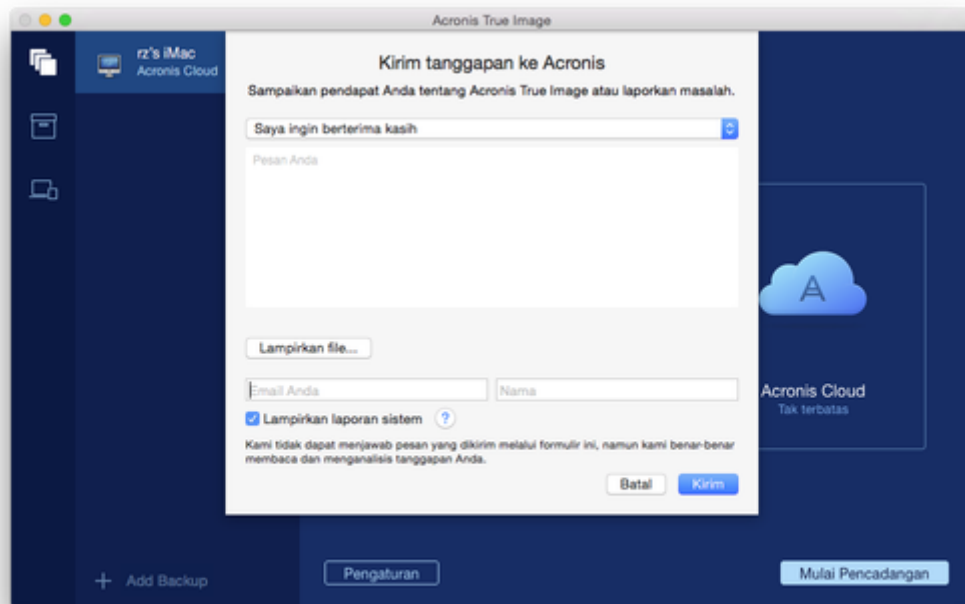 Acronis True Image
rz's iMac
Acronis Cloud
Kirim tanggapan ke Acronis
Sampaikan pendapat Anda tentang Acronis True Image atau laporkan masalah.
Saya ingin berterima kasih
Pesan Anda
Lampirkan file...
Email Anda
Nama
Lampirkan laporan sistem ?
Kami tidak dapat menjawab pesan yang dikirim melalui formulir ini, namun kami benar-benar
membaca dan menganalisis tanggapan Anda.
Batal
Kirim
A
Acronis Cloud
Tak terbatas
+ Add Backup
Pengaturan
Mulai Pencadangan